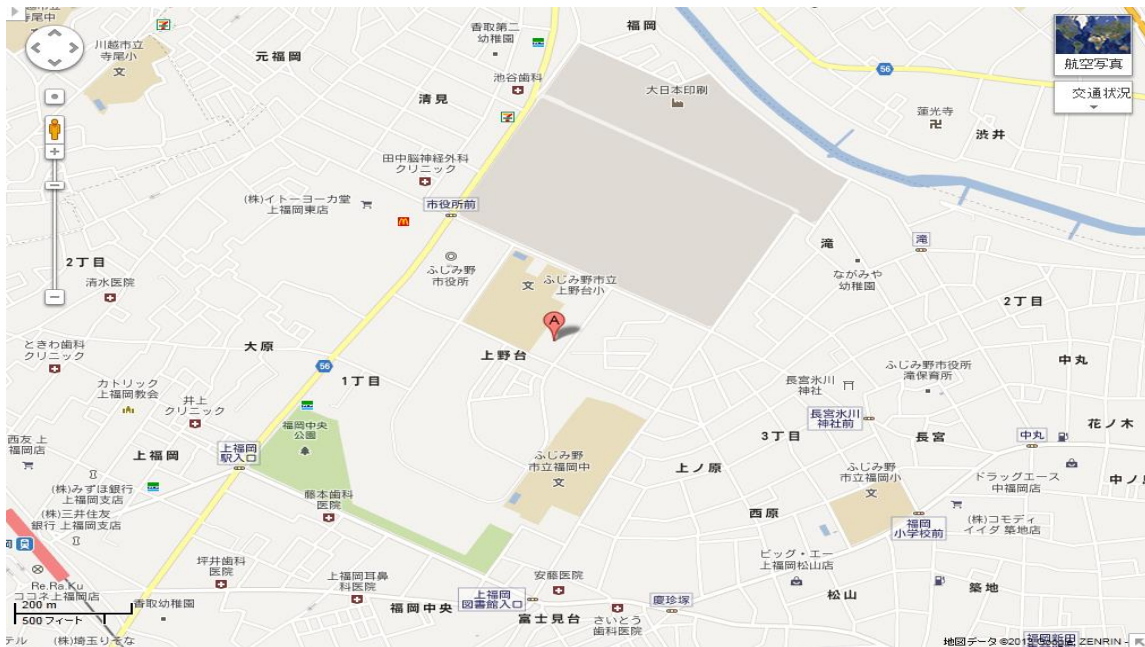 寺尾中
川越市立
寺尾小
元福岡
香取第二
幼稚園
福岡
航空写真
交通状況
池谷歯科
清見
大日本印刷
56
蓮光寺
渋井
田中脳神経外科
クリニック
(株)イトーヨーカ堂
上福岡東店
市役所前
滝
滝
ながみや
幼稚園
2丁目
清水医院
ふじみ野
市役所
ふじみ野市立
上野台小
2丁目
A
ときわ歯科
クリニック
大原
56
上野台
1丁目
中丸
ふじみ野市役所
滝保育所
カトリック
上福岡教会
井上
クリニック
長宮氷川
神社
長宮氷川
神社前
花ノ木
福岡中央
公園
西友 上
福岡店
上福岡
上福岡
駅入口
3丁目
長宮
中丸
ふじみ野
市立福岡中
上ノ原
ふじみ野
市立福岡小
ドラッグエース
中福岡店
(株)みずほ銀行
上福岡支店
藤本歯科
医院
西原
(株)三井住友
銀行 上福岡支店
福岡
小学校前
(株)コモディ
イイダ 築地店
坪井歯科
医院
上福岡耳鼻
科医院
安藤医院
ビッグ・エー
上福岡松山店
Re.Ra.Ku
ココネ上福岡店
200 m
500 フィート
香取幼稚園
福岡中央
上福岡
図書館入口
富士見台
さいとう
歯科医院
慶珍塚
松山
築地
テル
(株)埼玉りそな
地図データ ©2013 Google, ZENRIN -